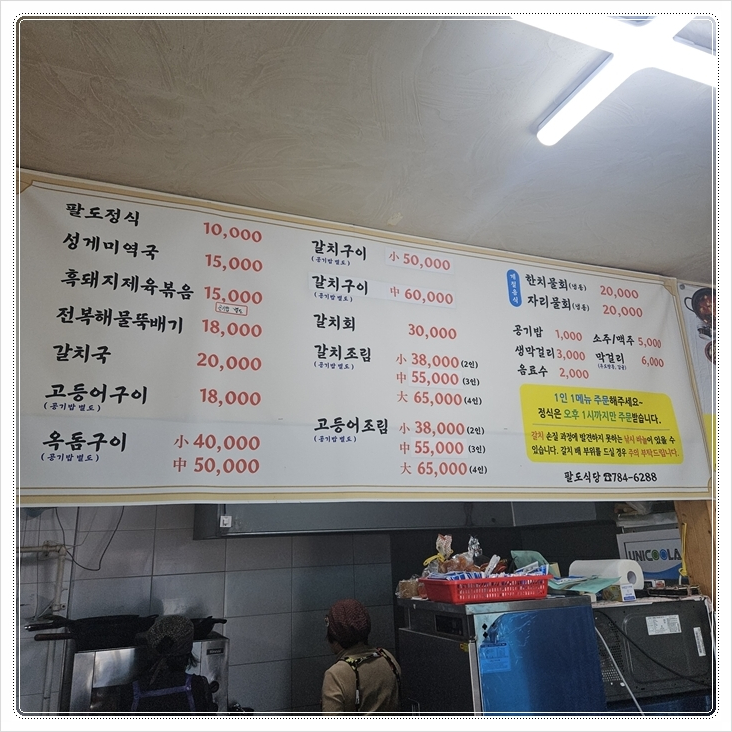 팔도정식 10,000
성게미역국 15,000
흑돼지제육볶음 15,000
전복해물뚝배기 18,000
갈치국 20,000
고등어구이 18,000
(공기밥 별도)
옥돔구이 小 40,000
(공기밥 별도) 中 50,000
갈치구이 小 50,000
(공기밥 별도)
갈치구이 中 60,000
(공기밥 별도)
갈치회 30,000
갈치조림 小 38,000 (2인)
(공기밥 별도) 中 55,000 (3인)
大 65,000 (4인)
고등어조림 小 38,000 (2인)
(공기밥 별도) 中 55,000 (3인)
大 65,000 (4인)
계절음식
한치물회(냉동) 20,000
자리물회(냉동) 20,000
공기밥 1,000 소주/맥주 5,000
생막걸리 3,000 막걸리 6,000
음료수 2,000
1인 1메뉴 주문해주세요~
정식은 오후 1시까지만 주문받습니다.
갈치 손질 과정에 발견하지 못하는 낚시 바늘이 있을 수
있습니다. 갈치 배 부위를 드실 경우 주의 부탁드립니다.
팔도식당 ☎784-6288
UNICOOLA